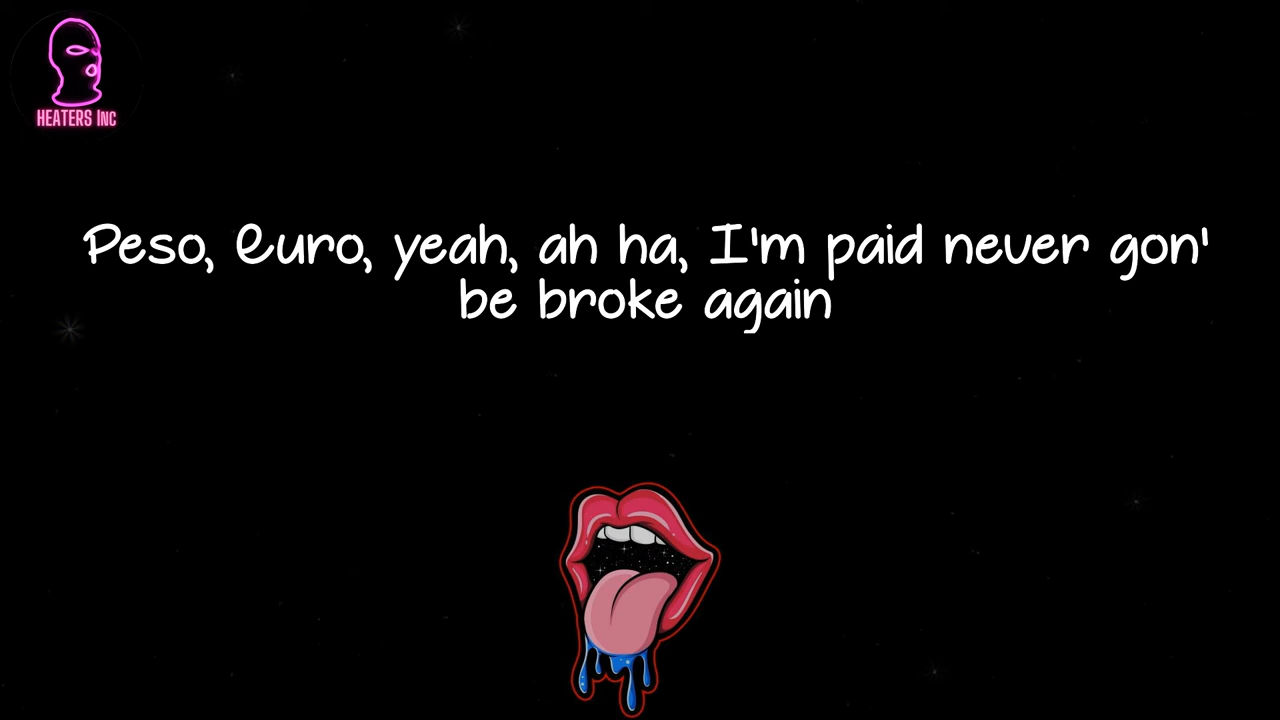 HEATERS INC
Peso, Euro, yeah, ah ha, I'm paid never gon'
be broke again